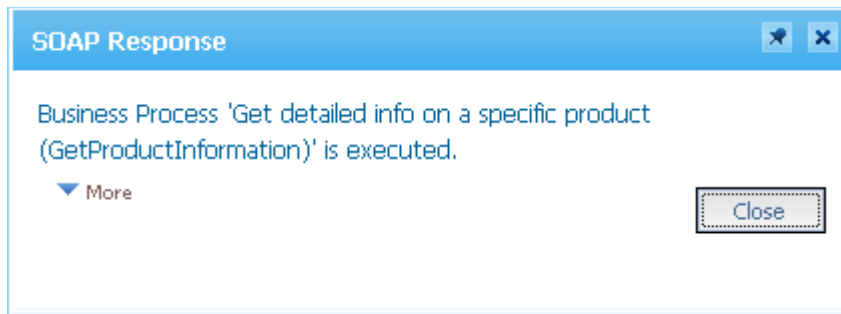 SOAP Response
Business Process 'Get detailed info on a specific product
(GetProductInformation)' is executed.
More
Close